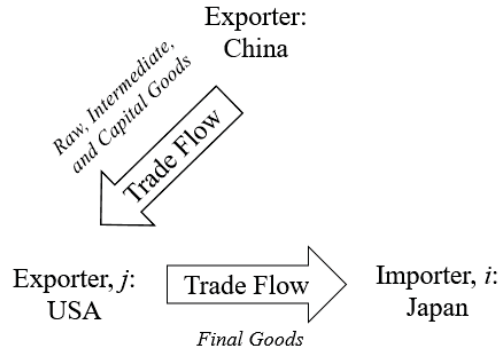 Exporter:
China
Raw, Intermediate,
and Capital Goods
Trade Flow
Exporter, j:
USA
Trade Flow
Importer, i:
Japan
Final Goods